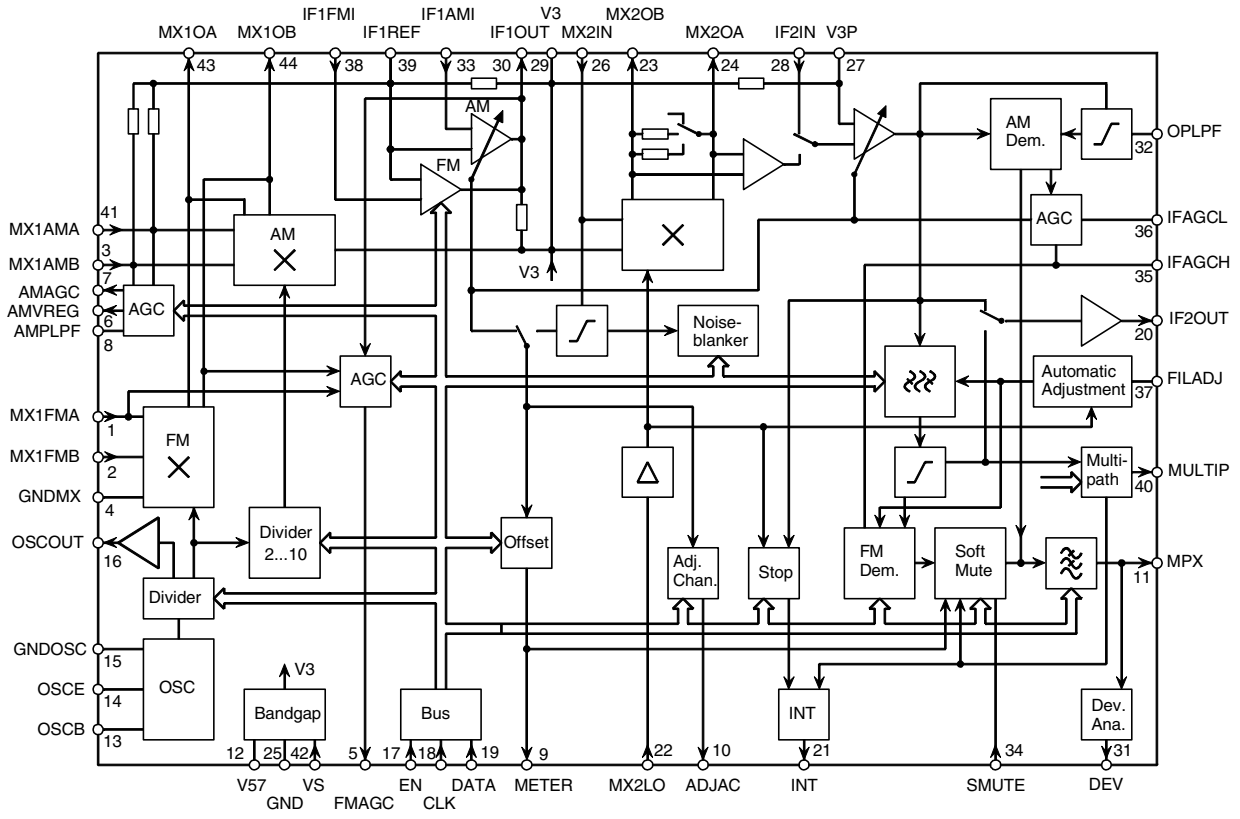 IF1FMI IF1AMI V3 MX2OB
MX1OA MX1OB IF1REF IF1OUT MX2IN MX2OA IF2IN V3P
43 44 38 39 33 30 29 26 23 24 28 27
AM
FM
AM
Dem.
OPLPF
32
MX1AMA
41
MX1AMB
3
AMAGC
7
AMVREG
6
AMPLPF
8
AM
AGC
V3
AGC
IFAGCL
36
IFAGCH
35
IF2OUT
20
Noise-
blanker
AGC
Automatic
Adjustment
FILADJ
37
MX1FMA
1
MX1FMB
2
GNDMX
4
FM
Multi-
path
MULTIP
40
OSCOUT
16
Divider
2...10
Offset
Adj.
Chan.
Stop
FM
Dem.
Soft
Mute
MPX
11
Divider
GNDOSC
15
OSCE
14
OSCB
13
OSC
V3
Bandgap
Bus
INT
Dev.
Ana.
12 25 42 5 17 18 19 9 22 10 21 34 31
V57 VS EN DATA METER MX2LO ADJAC INT SMUTE DEV
GND FMAGC CLK